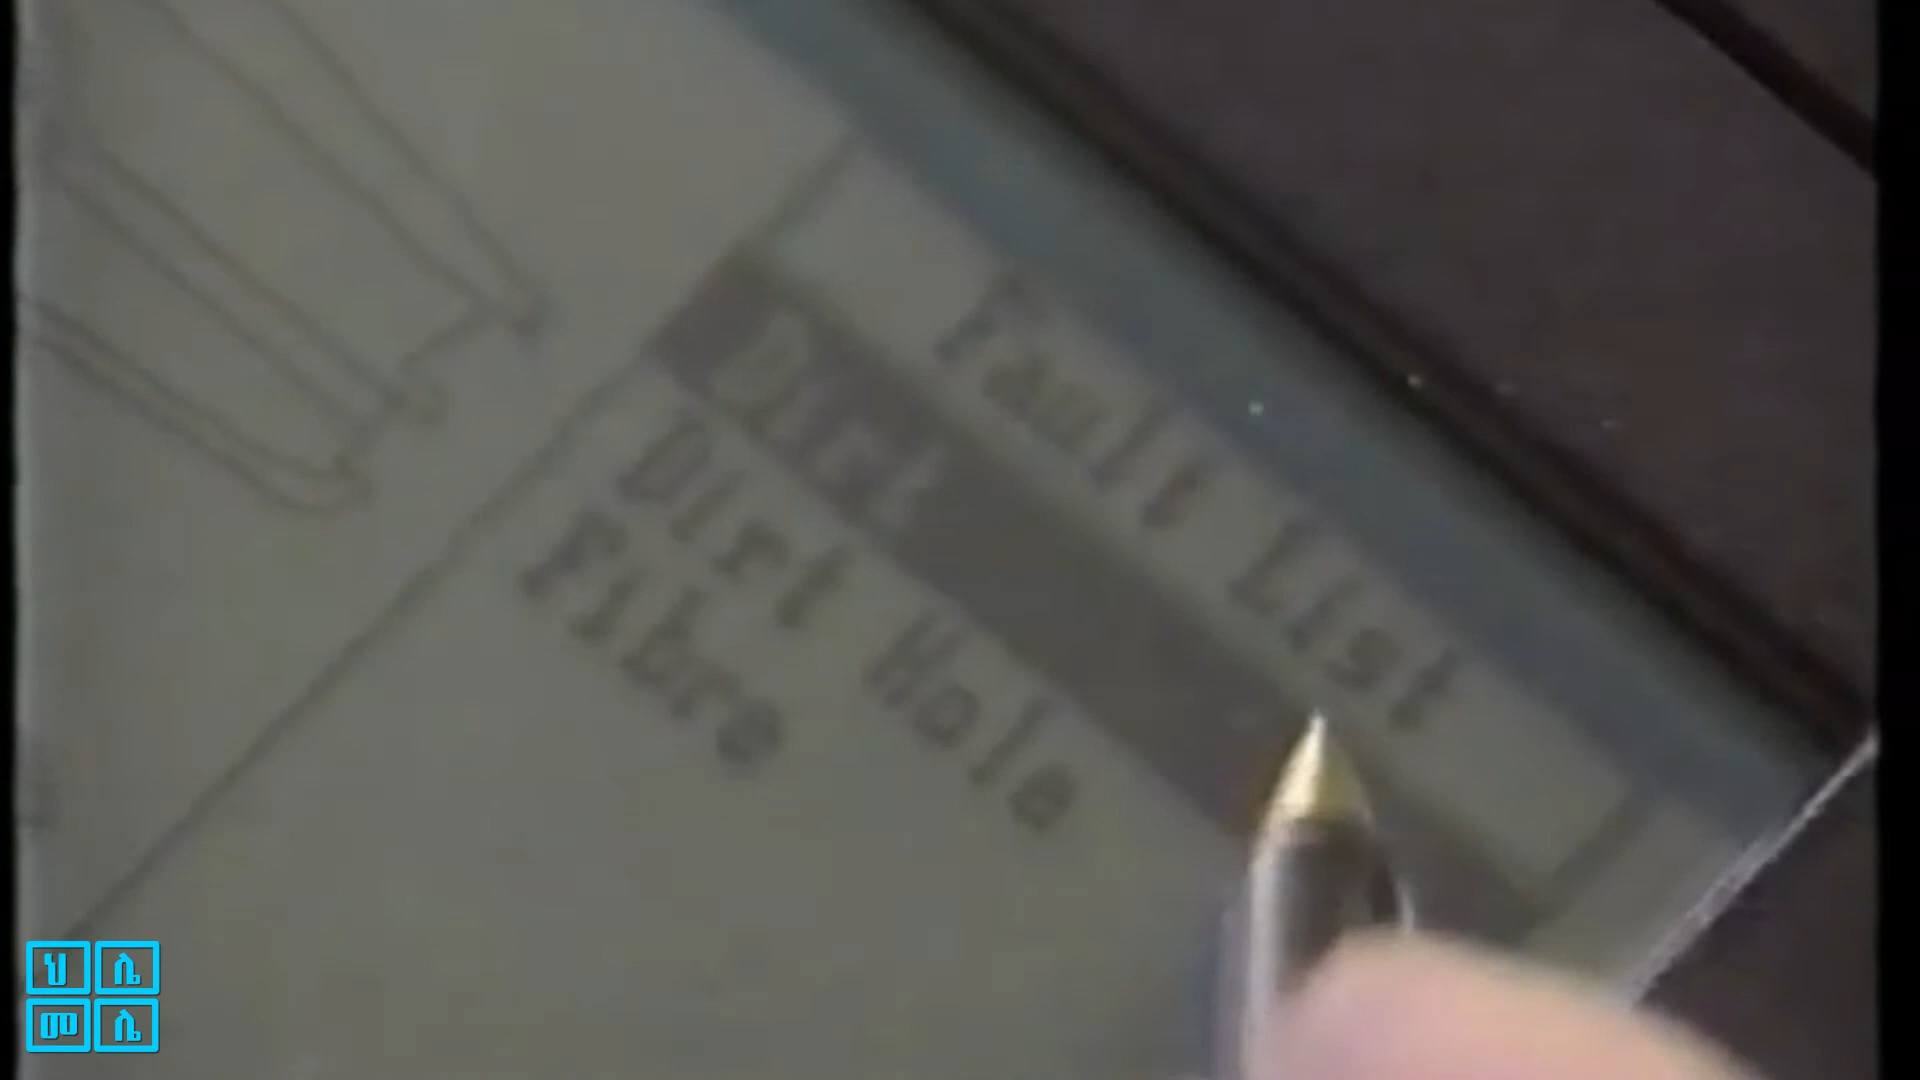 Fault List
Dirt
Dirt Hole
Fibre
ህ ሌ
መ ሌ